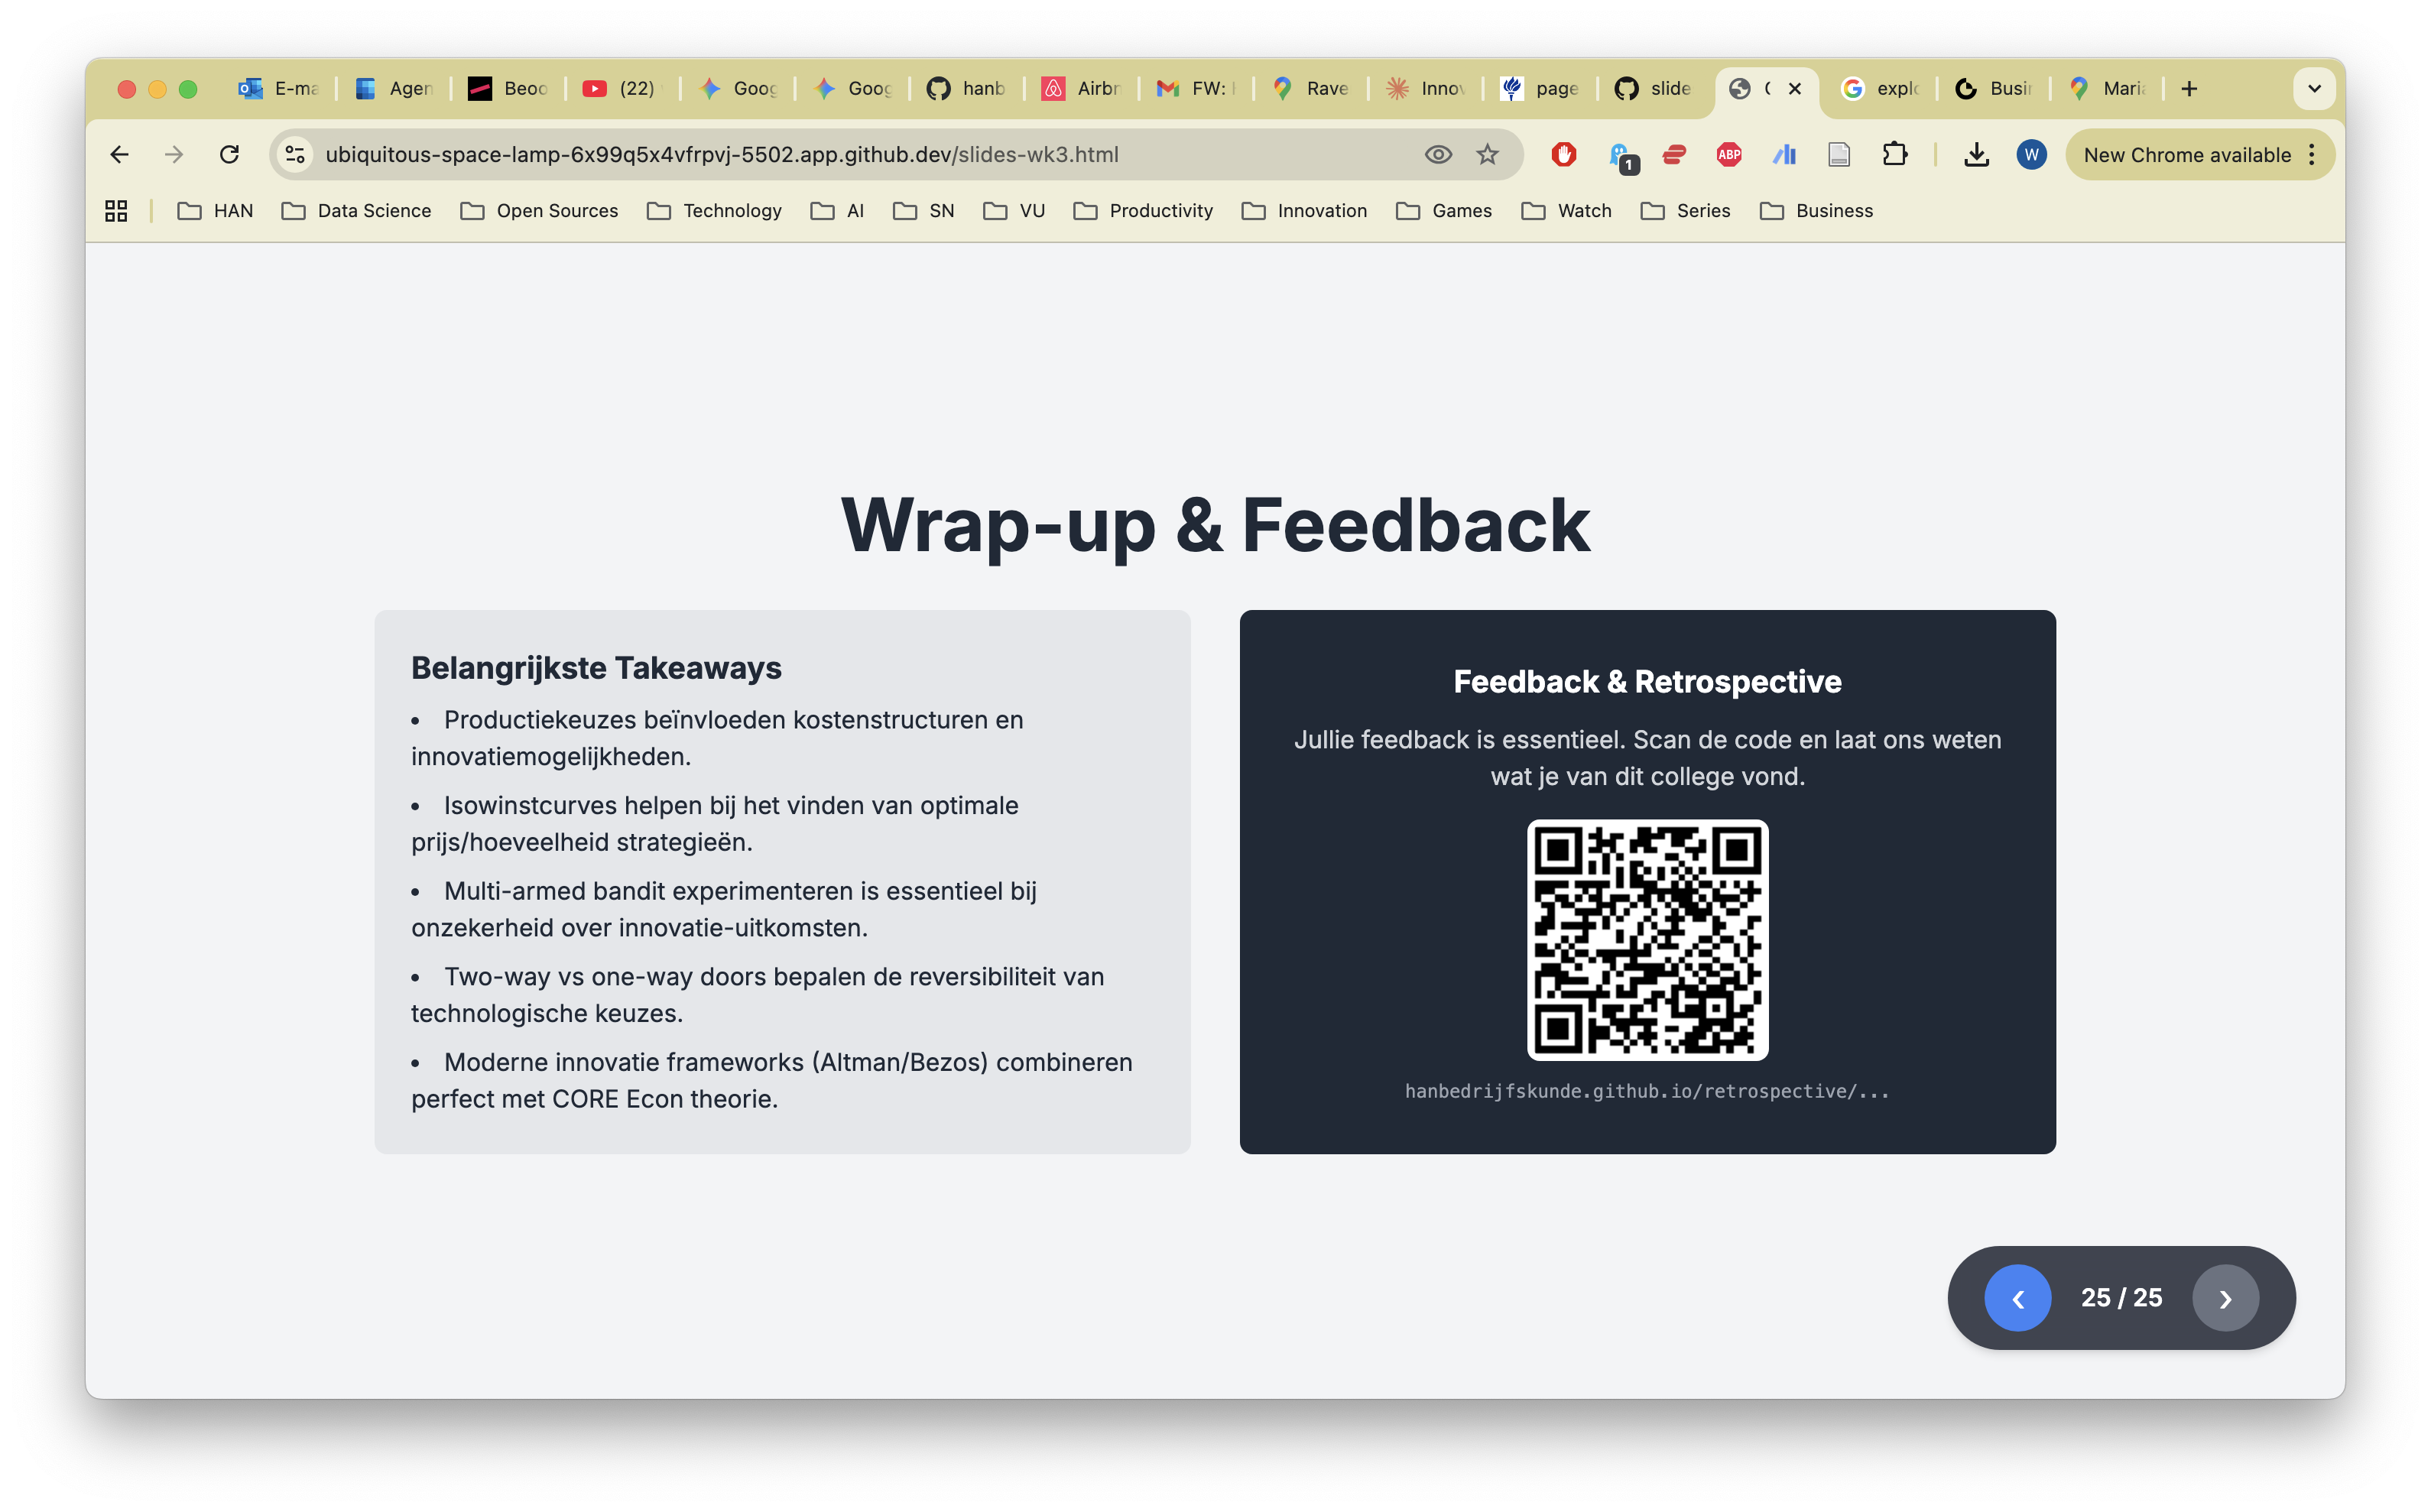 E-ma
Agen
Beoo
(22)
Goog
Goog
hanb
Airbn
FW:
Rave
Innov
page
slide
explo
Busin
Maria
ubiquitous-space-lamp-6x99q5x4vfrpvj-5502.app.github.dev/slides-wk3.html
1
ABP
W
New Chrome available
HAN
Data Science
Open Sources
Technology
AI
SN
VU
Productivity
Innovation
Games
Watch
Series
Business
Wrap-up & Feedback
Belangrijkste Takeaways
• Productiekeuzes beïnvloeden kostenstructuren en
innovatiemogelijkheden.
• Isowinstcurves helpen bij het vinden van optimale
prijs/hoeveelheid strategieën.
• Multi-armed bandit experimenteren is essentieel bij
onzekerheid over innovatie-uitkomsten.
• Two-way vs one-way doors bepalen de reversibiliteit van
technologische keuzes.
• Moderne innovatie frameworks (Altman/Bezos) combineren
perfect met CORE Econ theorie.
Feedback & Retrospective
Jullie feedback is essentieel. Scan de code en laat ons weten
wat je van dit college vond.
hanbedrijfskunde.github.io/retrospective/...
25 / 25